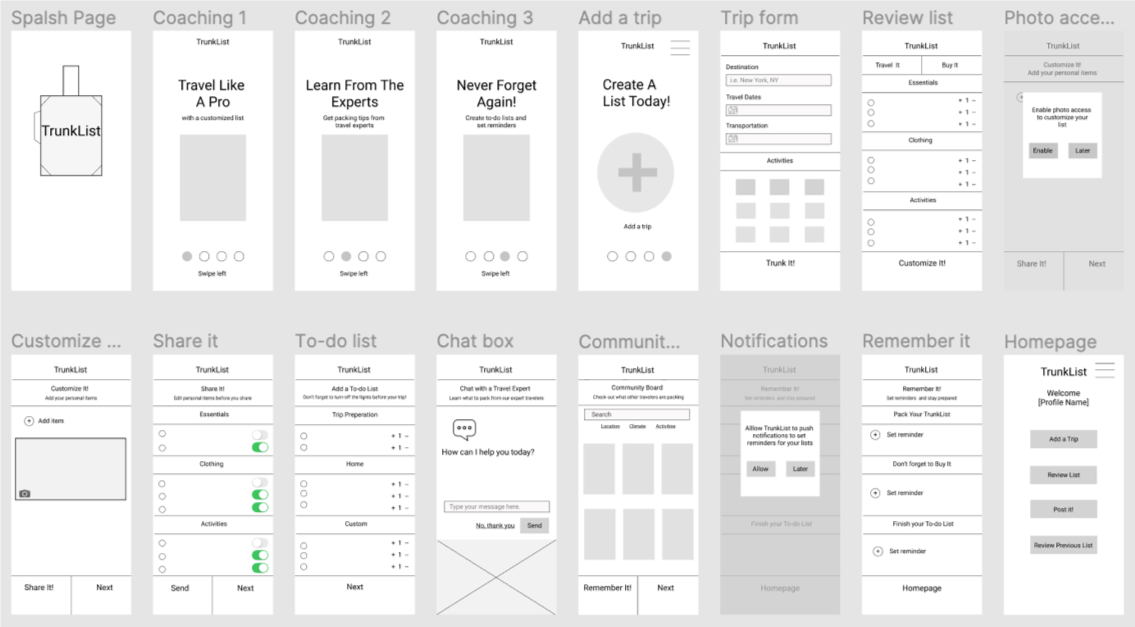 Spalsh Page
TrunkList
Coaching 1
TrunkList
Travel Like
A Pro
with a customized list
Swipe left
Coaching 2
TrunkList
Learn From The
Experts
Get packing tips from
travel experts
Swipe left
Coaching 3
TrunkList
Never Forget
Again!
Create to-do lists and
set reminders
Swipe left
Add a trip
TrunkList
Create A
List Today!
Add a trip
Trip form
TrunkList
Destination
i.e. New York, NY
Travel Dates
Transportation
Activities
Trunk It!
Review list
TrunkList
Travel It
Buy It
Essentials
+ 1 -
+ 1 -
+ 1 -
Clothing
+ 1 -
+ 1 -
+ 1 -
Activities
+ 1 -
+ 1 -
+ 1 -
Customize It!
Photo acce...
TrunkList
Customize It!
Add your personal items
Enable photo access
to customize your
list
Enable
Later
Share It!
Next
Customize ...
TrunkList
Customize It!
Add your personal items
Add item
Share It!
Next
Share it
TrunkList
Share It!
Edit personal items before you share
Essentials
Clothing
Activities
Send
Next
To-do list
TrunkList
Add a To-do List
Don't forget to turn off the lights before your trip!
Trip Preperation
+ 1 -
+ 1 -
Home
+ 1 -
+ 1 -
+ 1 -
Custom
+ 1 -
+ 1 -
+ 1 -
Next
Chat box
TrunkList
Chat with a Travel Expert
Learn what to pack from our expert travelers
How can I help you today?
Type your message here.
No, thank you
Send
Communit...
TrunkList
Community Board
Check out what other travelers are packing
Search
Location Climate Activities
Remember It!
Next
Notifications
TrunkList
Remember It!
Set reminders and stay prepared
Alllow TrunkList to push
notifications to set
reminders for your lists
Allow
Later
Finish your To-do List
Homepage
Remember it
TrunkList
Remember It!
Set reminders and stay prepared
Pack Your TrunkList
Set reminder
Don't forget to Buy It
Set reminder
Finish your To-do List
Set reminder
Homepage
Homepage
TrunkList
Welcome
[Profile Name]
Add a Trip
Review List
Post it!
Review Previous List